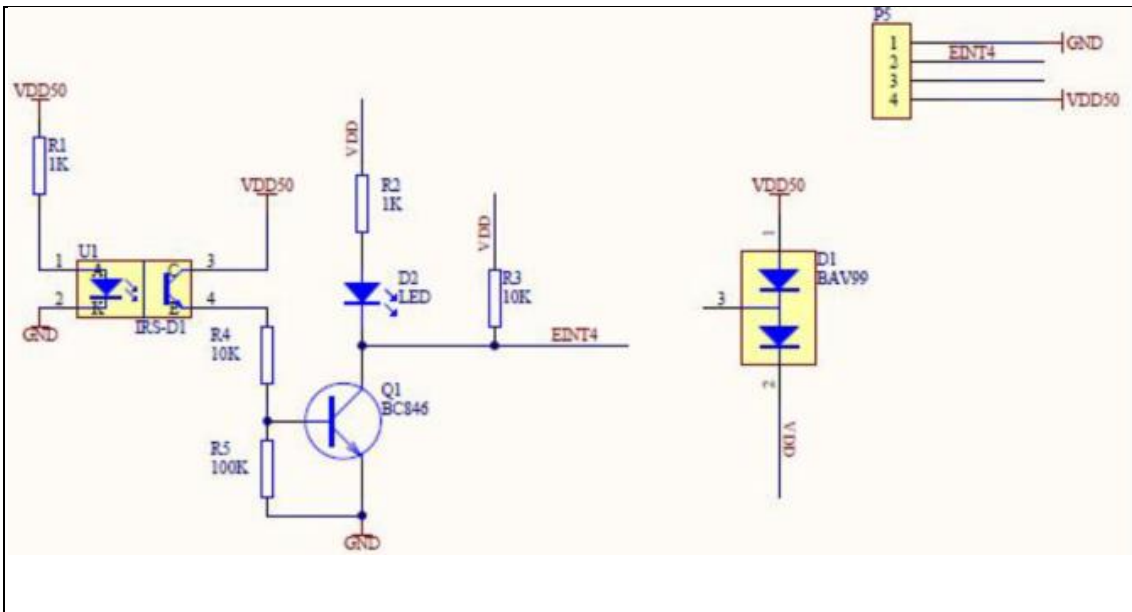 P5
1 GND
2 EINT4
3
4 VDD50
VDD50
R1
1K
VDD
R2
1K
VDD50
VDD
R3
10K
VDD50
1
D1
BAV99
3
2
VDD
U1
1 A C 3
2 K E 4
IRS-D1
GND
D2
LED
EINT4
R4
10K
Q1
BC846
R5
100K
GND